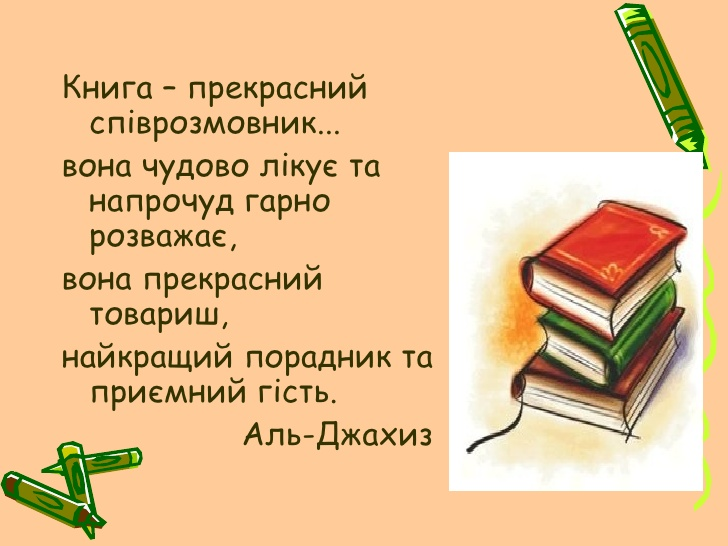 Книга – прекрасний
співрозмовник...
вона чудово лікує та
напрочуд гарно
розважає,
вона прекрасний
товариш,
найкращий порадник та
приємний гість.
Аль-Джахиз